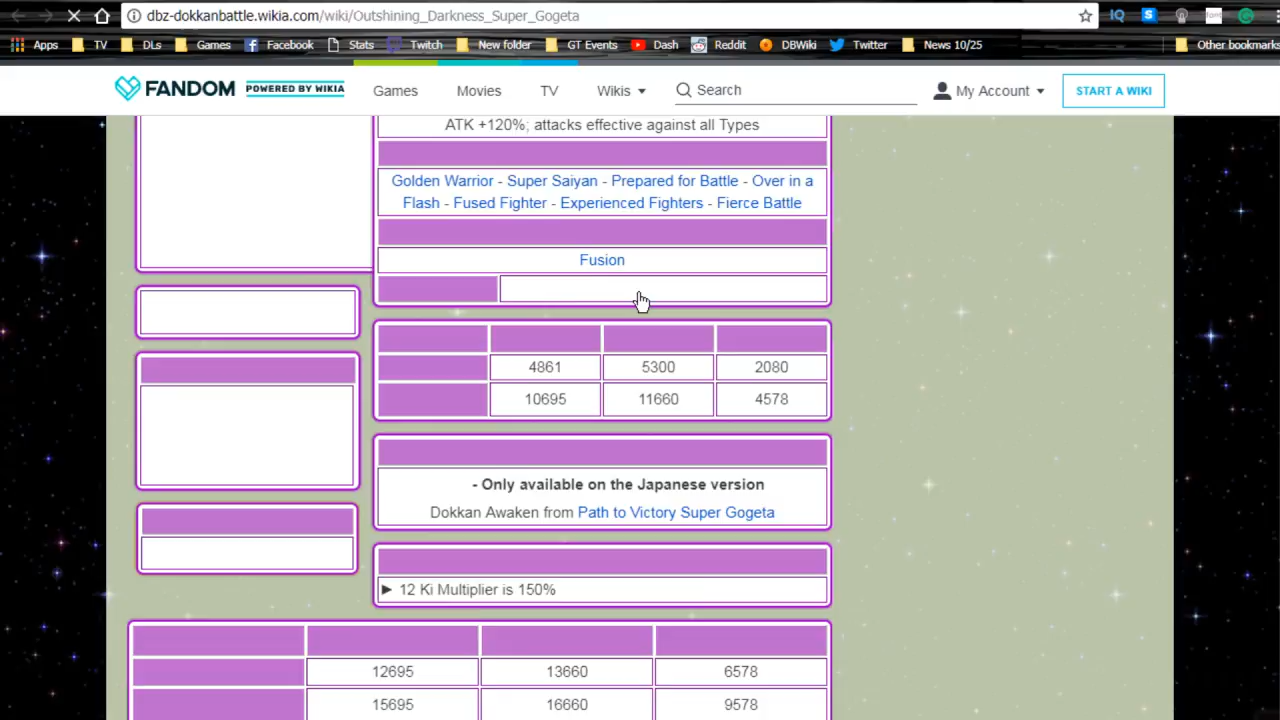 dbz-dokkanbattle.wikia.com/wiki/Outshining_Darkness_Super_Gogeta
Apps TV DLs Games Facebook Stats Twitch New folder GT Events Dash Reddit DBWiki Twitter News 10/25 Other bookmarks
FANDOM POWERED BY WIKIA Games Movies TV Wikis Search My Account START A WIKI
ATK +120%; attacks effective against all Types
Golden Warrior - Super Saiyan - Prepared for Battle - Over in a
Flash - Fused Fighter - Experienced Fighters - Fierce Battle
Fusion
4861 5300 2080
10695 11660 4578
- Only available on the Japanese version
Dokkan Awaken from Path to Victory Super Gogeta
► 12 Ki Multiplier is 150%
12695 13660 6578
15695 16660 9578